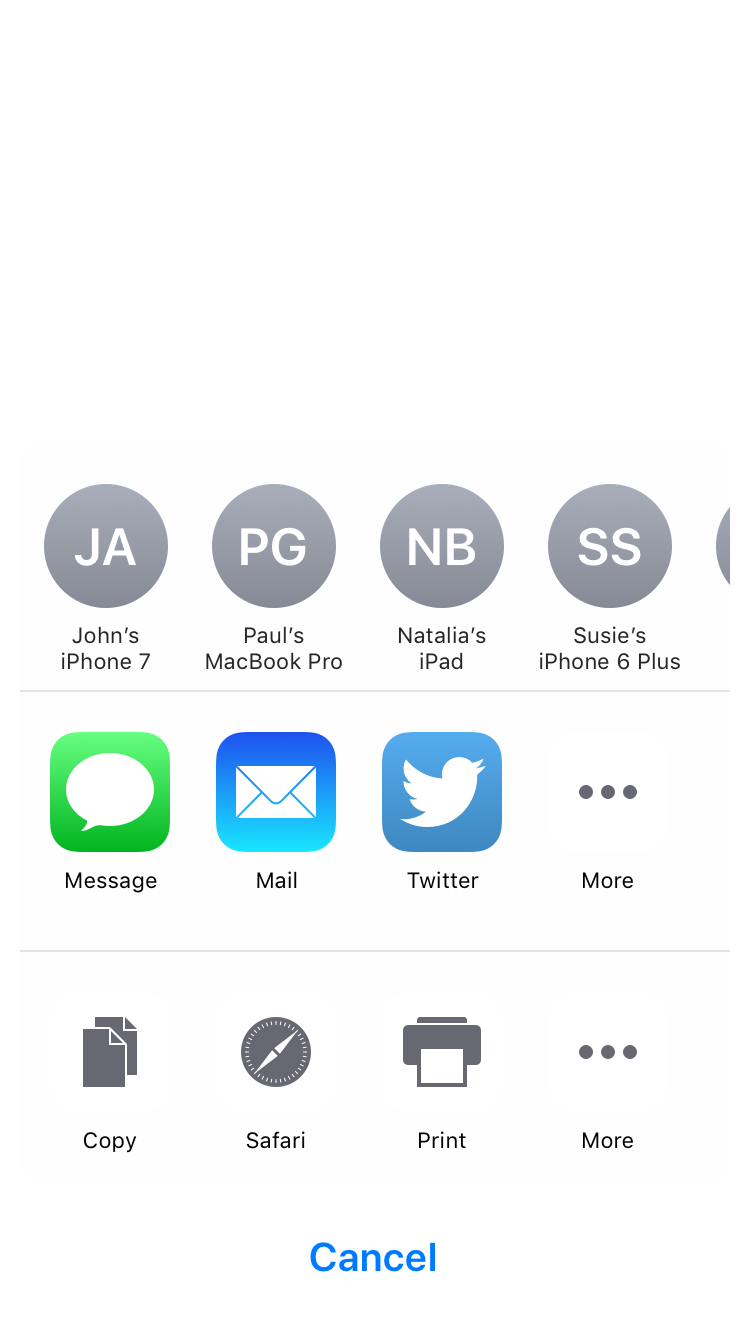 JA
PG
NB
SS
John’s
iPhone 7
Paul’s
MacBook Pro
Natalia’s
iPad
Susie’s
iPhone 6 Plus
Message
Mail
Twitter
More
Copy
Safari
Print
More
Cancel